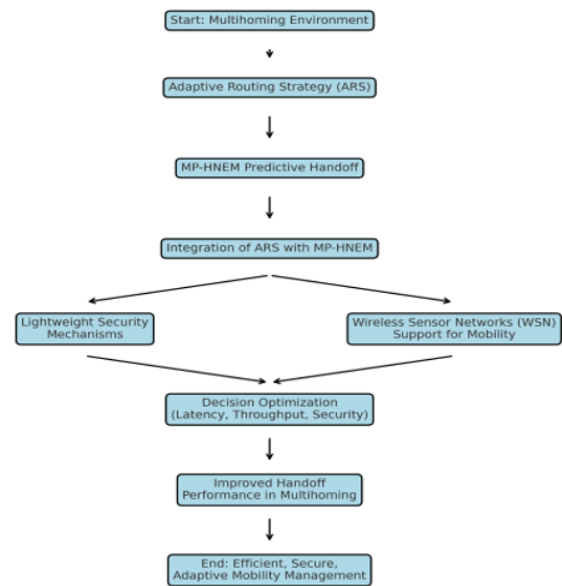 Start: Multihoming Environment
Adaptive Routing Strategy (ARS)
MP-HNEM Predictive Handoff
Integration of ARS with MP-HNEM
Lightweight Security
Mechanisms
Wireless Sensor Networks (WSN)
Support for Mobility
Decision Optimization
(Latency, Throughput, Security)
Improved Handoff
Performance in Multihoming
End: Efficient, Secure,
Adaptive Mobility Management